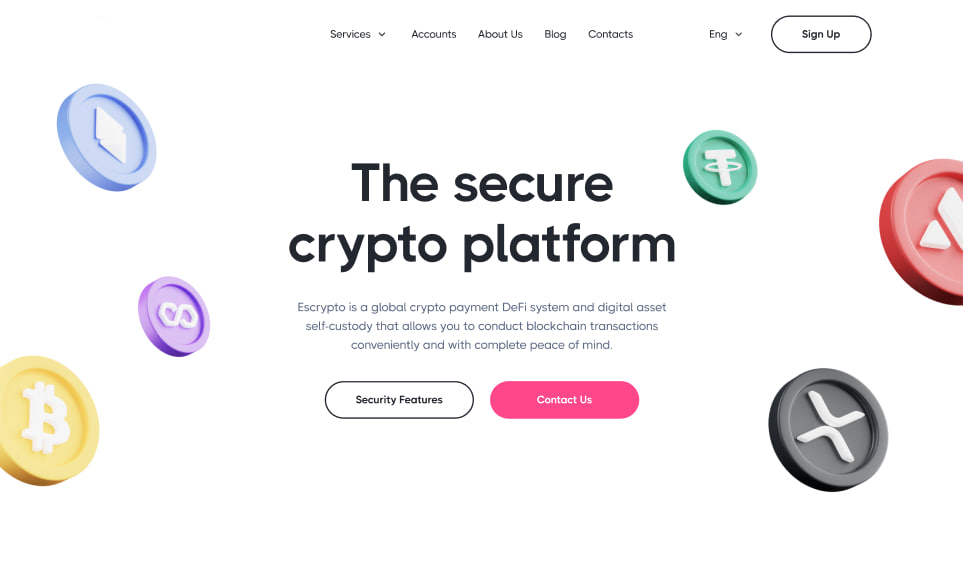 Services Accounts About Us Blog Contacts Eng Sign Up
The secure
crypto platform
Escrypto is a global crypto payment DeFi system and digital asset
self-custody that allows you to conduct blockchain transactions
conveniently and with complete peace of mind.
Security Features Contact Us